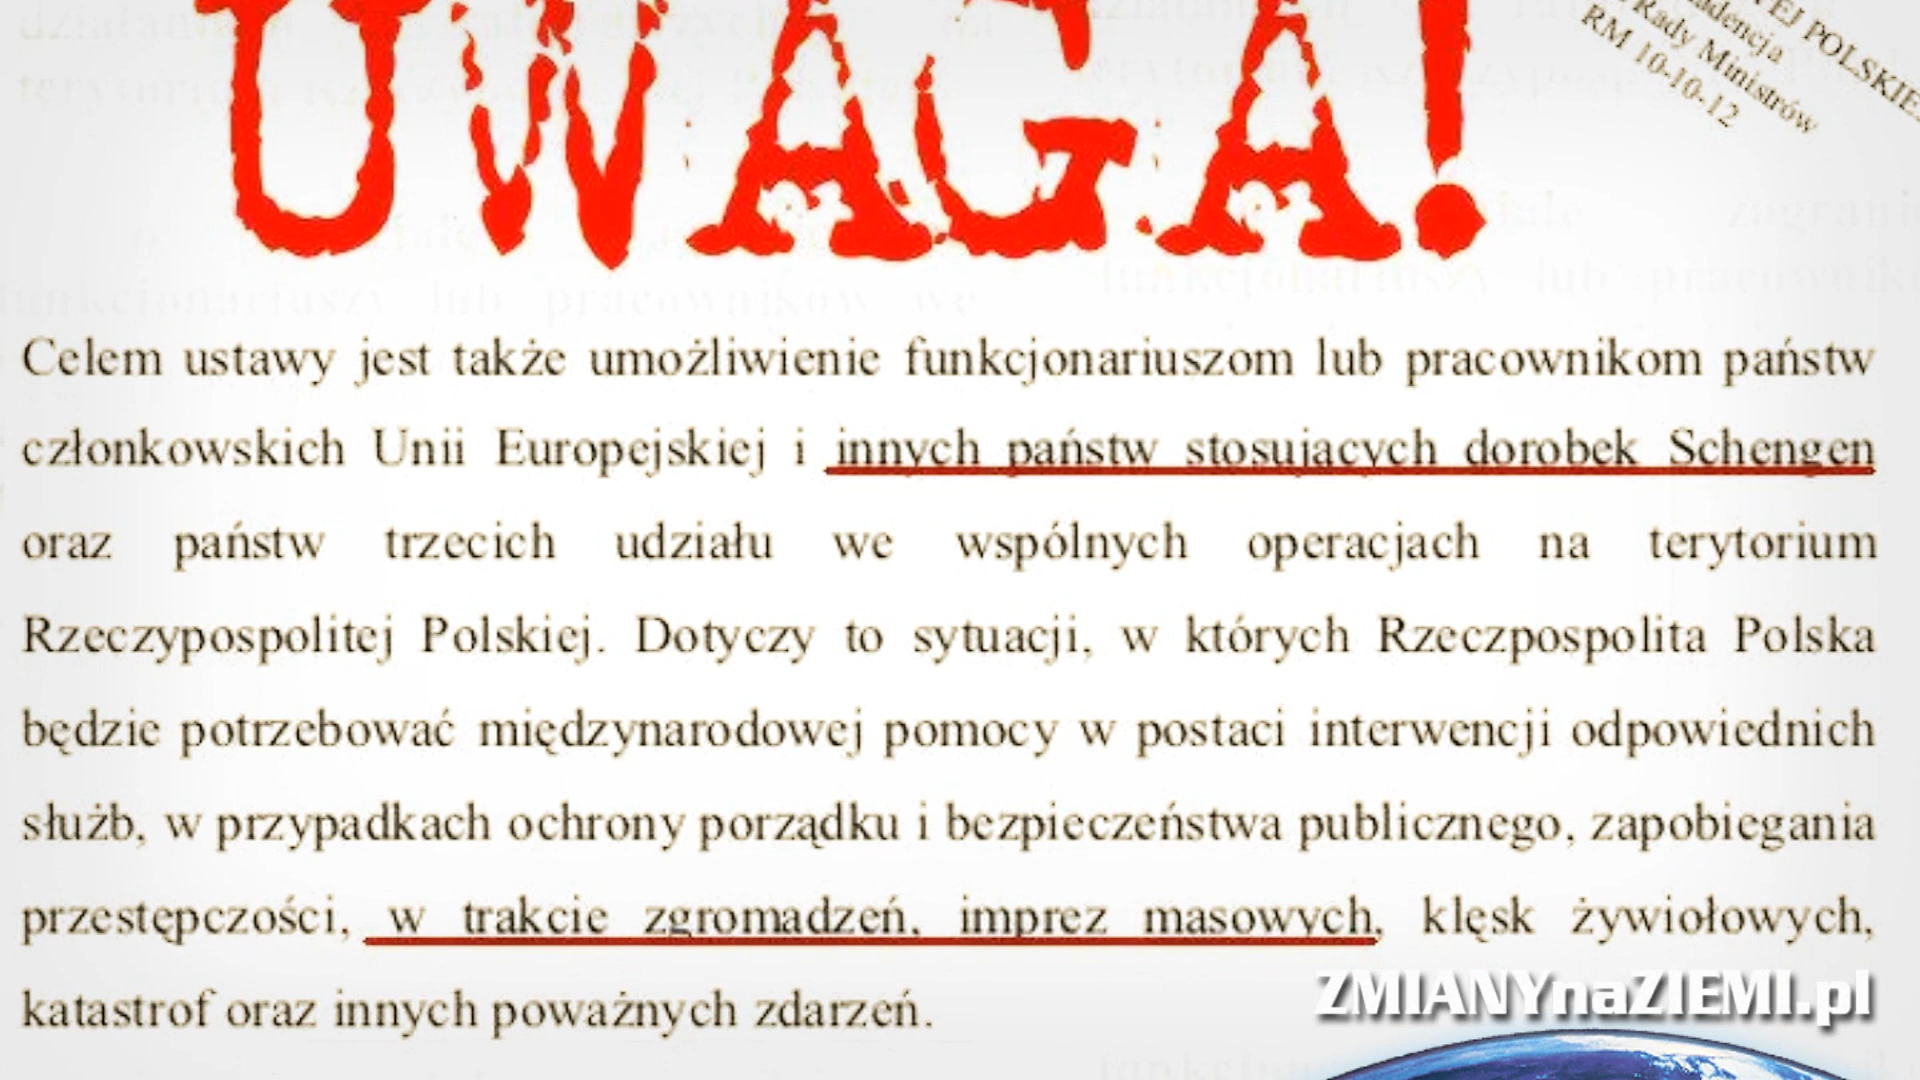 UWAGA!
EJ POLSKIEJ
adencja
Rady Ministrów
RM 10-10-12
Celem ustawy jest także umożliwienie funkcjonariuszom lub pracownikom państw
członkowskich Unii Europejskiej i innych państw stosujących dorobek Schengen
oraz państw trzecich udziału we wspólnych operacjach na terytorium
Rzeczypospolitej Polskiej. Dotyczy to sytuacji, w których Rzeczpospolita Polska
będzie potrzebować międzynarodowej pomocy w postaci interwencji odpowiednich
służb, w przypadkach ochrony porządku i bezpieczeństwa publicznego, zapobiegania
przestępczości, w trakcie zgromadzeń, imprez masowych, klęsk żywiołowych,
katastrof oraz innych poważnych zdarzeń.
ZMIANYnaZIEMI.pl